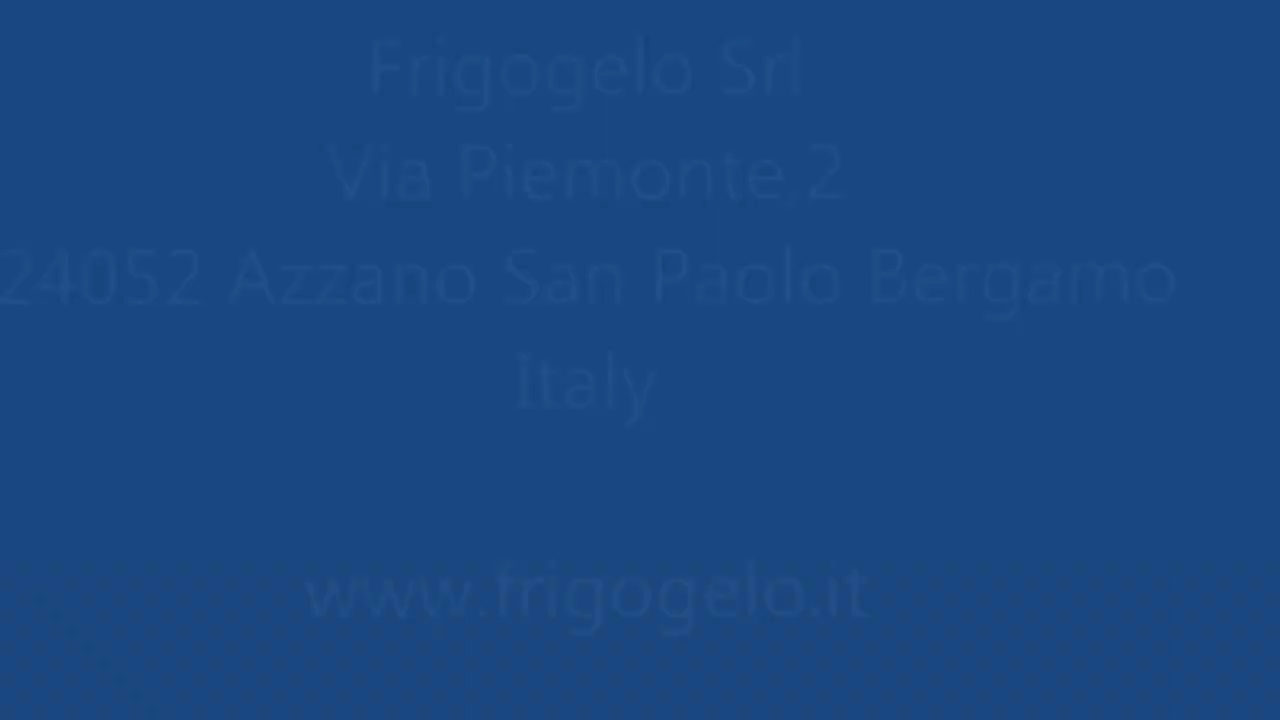 Frigogelo Srl
Via Piemonte,2
24052 Azzano San Paolo Bergamo
Italy
www.frigogelo.it